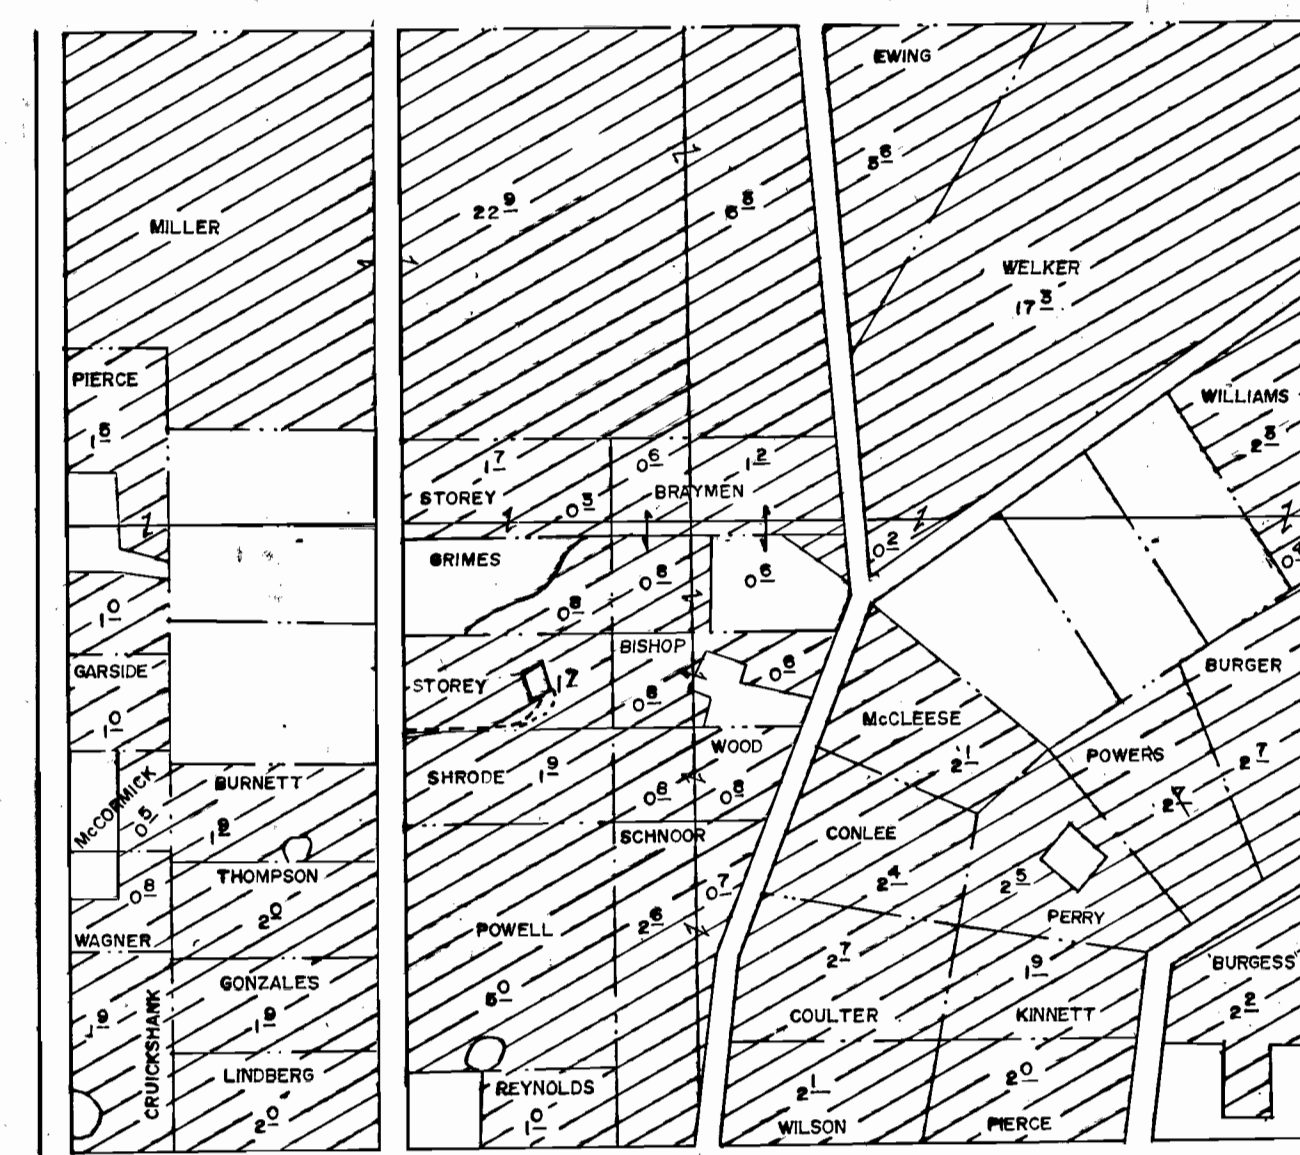 EWING
5 6
MILLER
22 9
6 8
WELKER
17 3
PIERCE
1 5
WILLIAMS
2 3
STOREY
1 7
0 6
1 2
BRAYMEN
0 3
0 2
GRIMES
0 8
0 8
0 6
1 0
GARSIDE
1 0
STOREY
1 7
BISHOP
0 8
0 6
BURGER
2 7
McCLEESE
2 1
POWERS
McCORMICK
0 5
BURNETT
1 9
SHRODE
1 9
WOOD
0 8
0 8
SCHNOOR
0 7
2 6
CONLEE
2 4
2 5
PERRY
THOMPSON
2 0
0 8
WAGNER
1 9
CRUICKSHANK
GONZALES
1 9
LINDBERG
2 0
POWELL
5 0
REYNOLDS
1 0
2 7
COULTER
1 9
KINNETT
BURGESS
2 2
2 1
WILSON
2 0
PIERCE